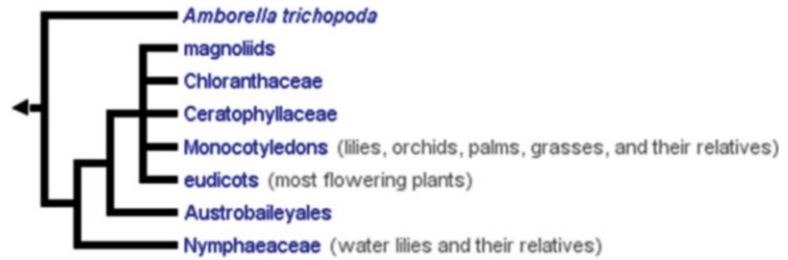 Amborella trichopoda
magnoliids
Chloranthaceae
Ceratophyllaceae
Monocotyledons (lilies, orchids, palms, grasses, and their relatives)
eudicots (most flowering plants)
Austrobaileyales
Nymphaeaceae (water lilies and their relatives)